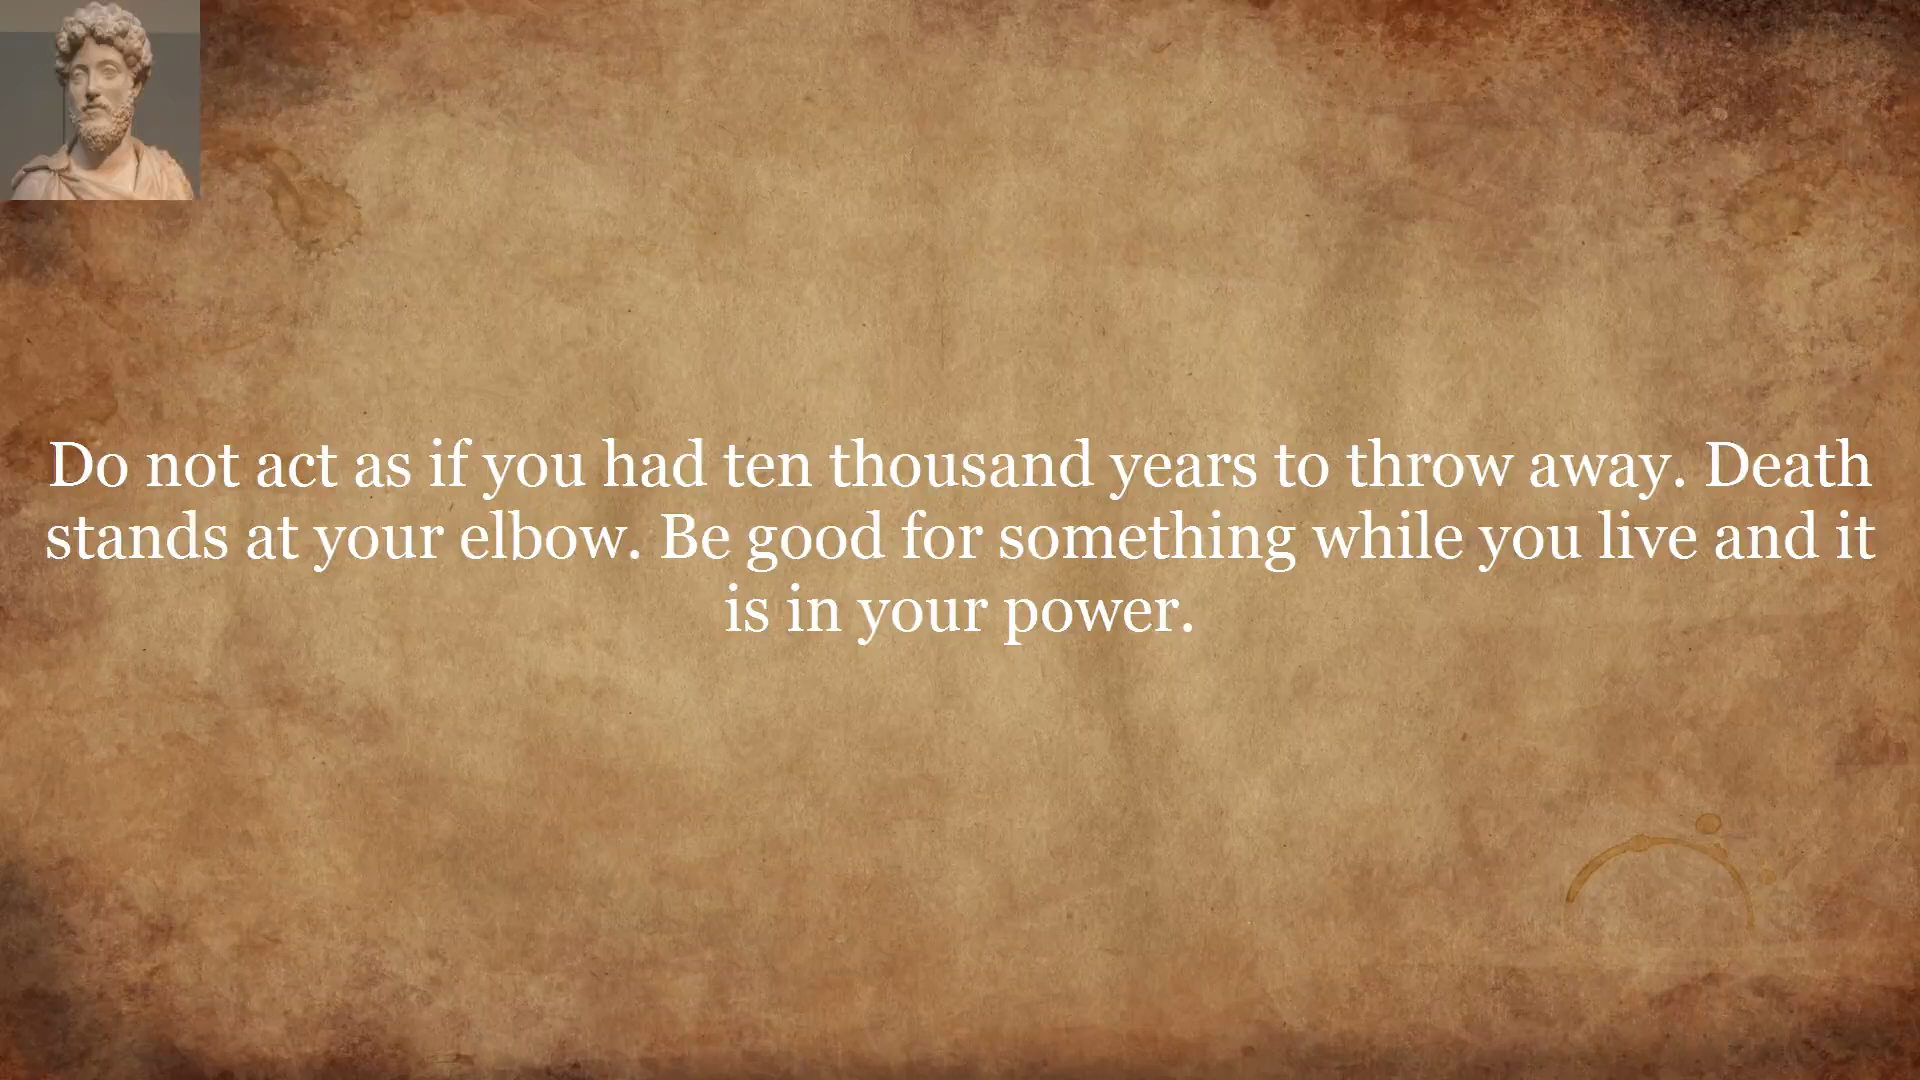 Do not act as if you had ten thousand years to throw away. Death
stands at your elbow. Be good for something while you live and it
is in your power.